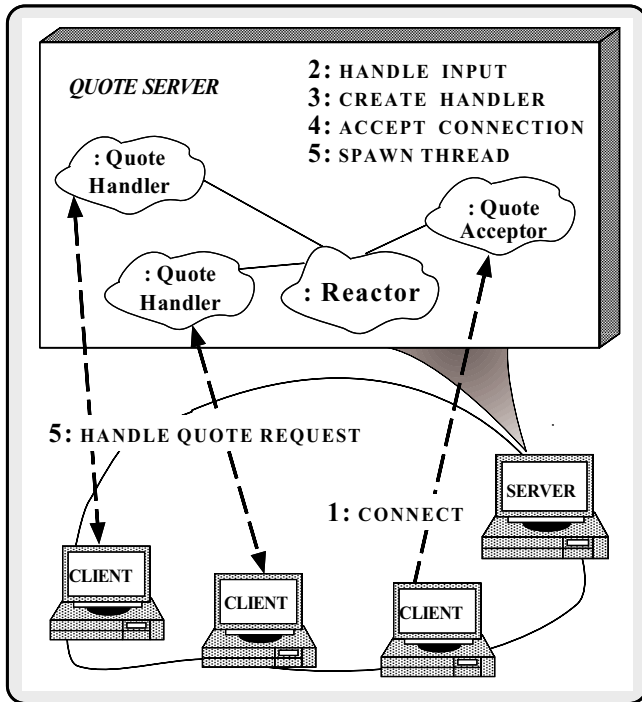 QUOTE SERVER
2: HANDLE INPUT
3: CREATE HANDLER
4: ACCEPT CONNECTION
5: SPAWN THREAD
: Quote
Handler
: Quote
Acceptor
: Quote
Handler
: Reactor
5: HANDLE QUOTE REQUEST
1: CONNECT
SERVER
CLIENT
CLIENT
CLIENT